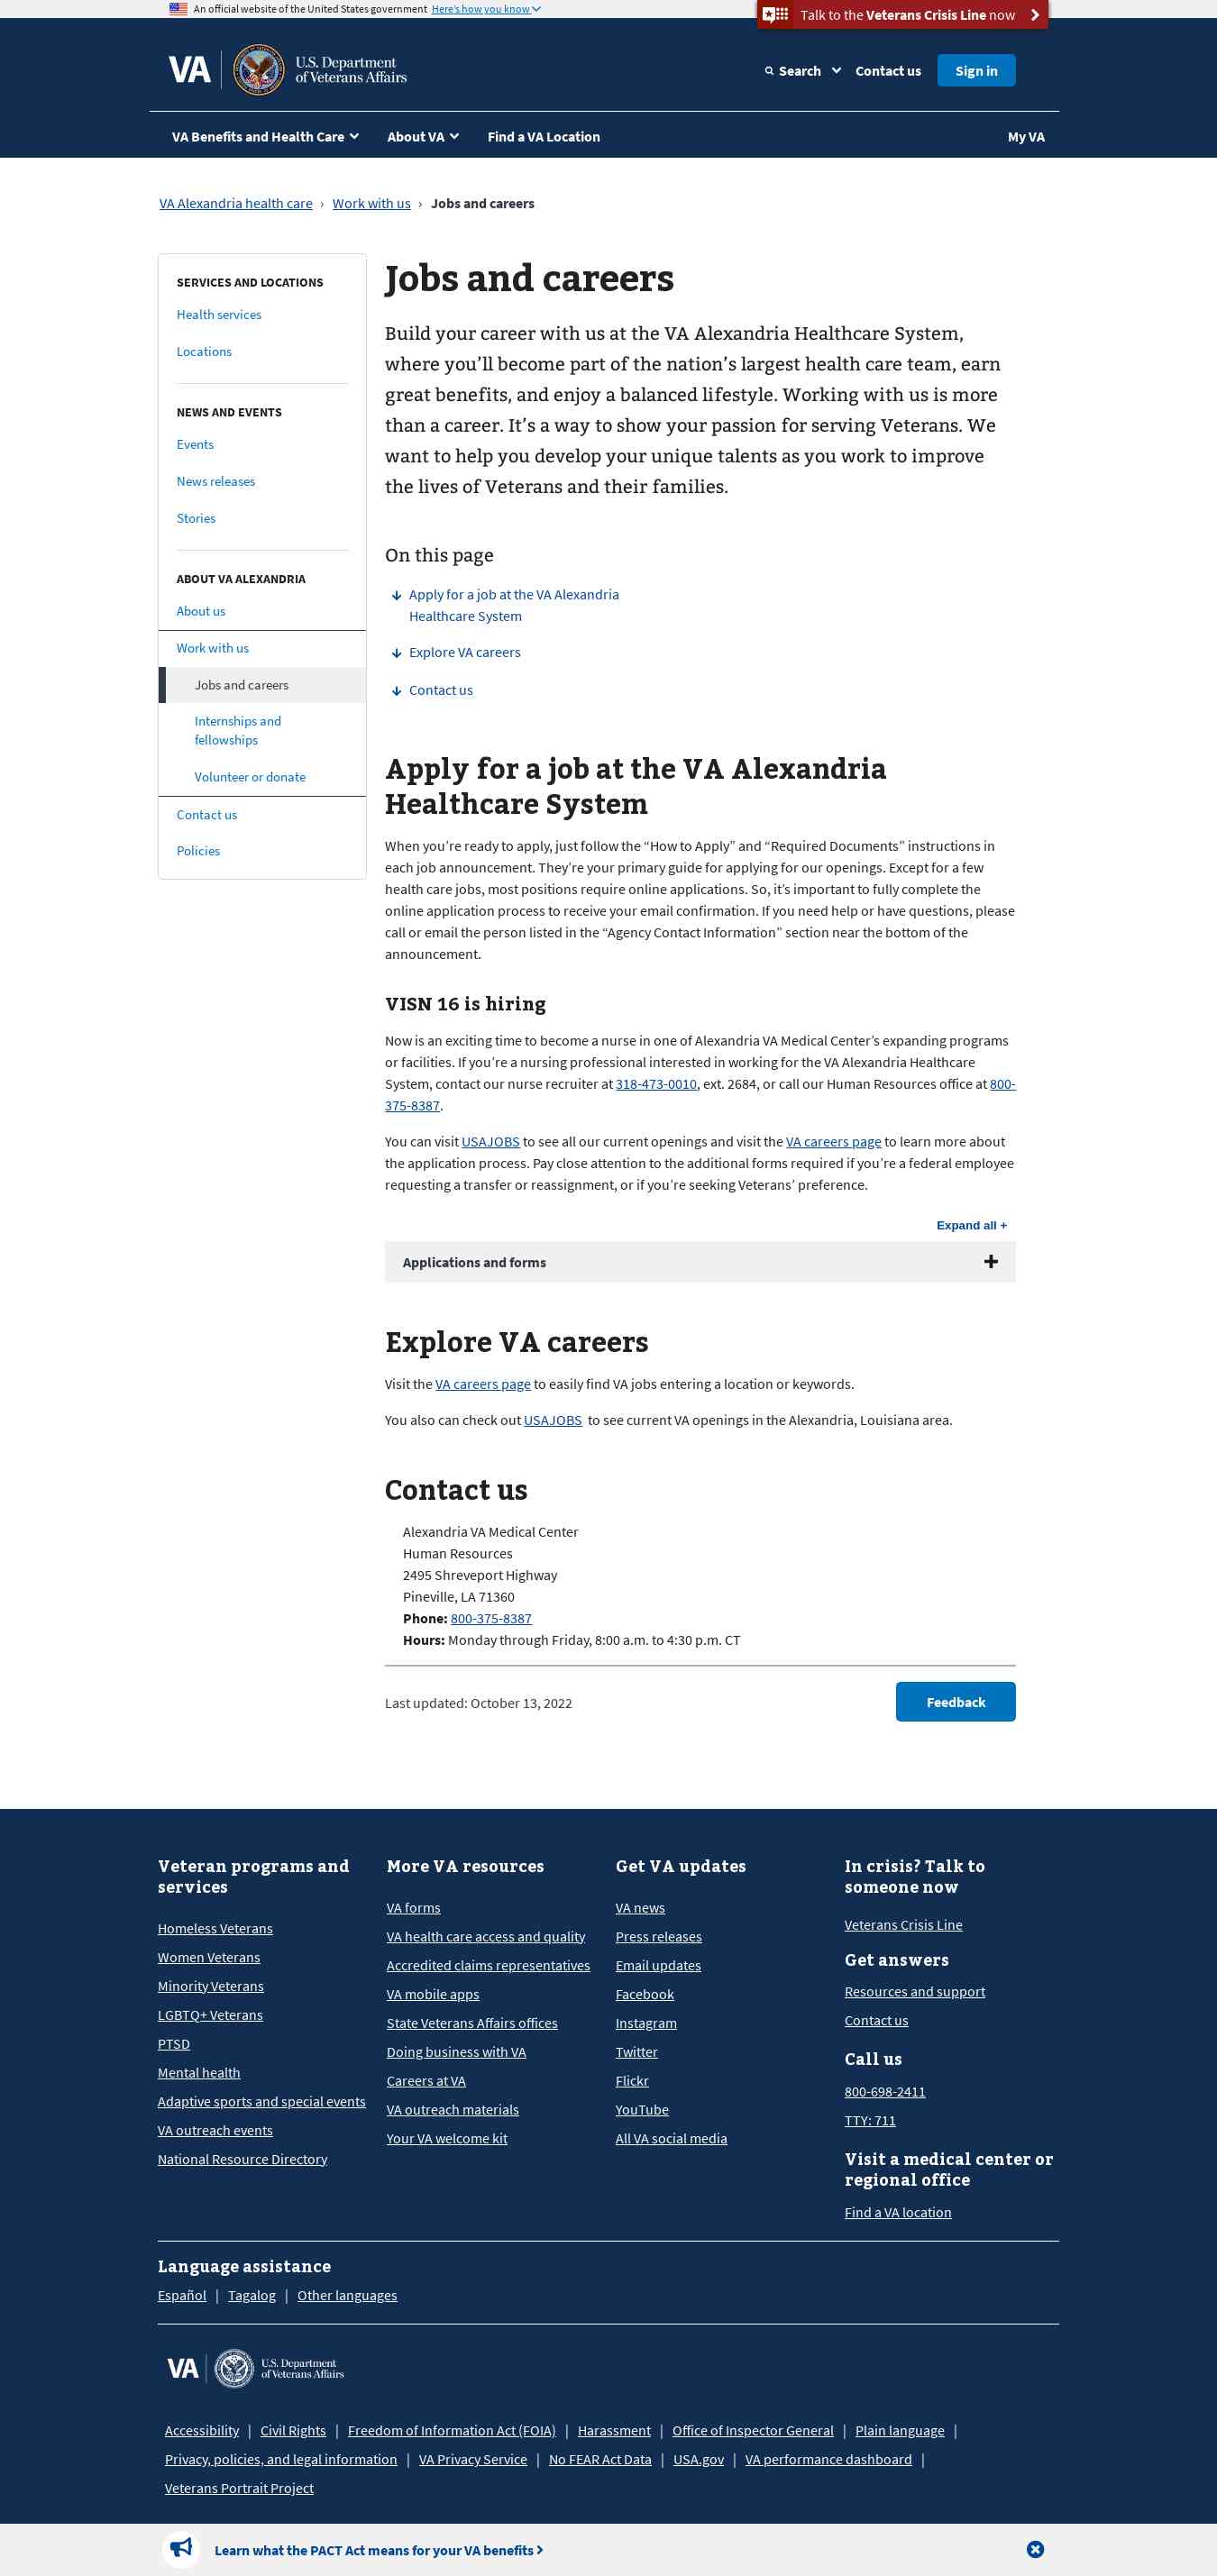 An official website of the United States government Here's how you know
Talk to the Veterans Crisis Line now
VA
U.S. Department
of Veterans Affairs
Search
Contact us
Sign in
VA Benefits and Health Care
About VA
Find a VA Location
My VA
VA Alexandria health care › Work with us › Jobs and careers
SERVICES AND LOCATIONS
Health services
Locations
NEWS AND EVENTS
Events
News releases
Stories
ABOUT VA ALEXANDRIA
About us
Work with us
Jobs and careers
Internships and
fellowships
Volunteer or donate
Contact us
Policies
Jobs and careers
Build your career with us at the VA Alexandria Healthcare System,
where you’ll become part of the nation’s largest health care team, earn
great benefits, and enjoy a balanced lifestyle. Working with us is more
than a career. It’s a way to show your passion for serving Veterans. We
want to help you develop your unique talents as you work to improve
the lives of Veterans and their families.
On this page
Apply for a job at the VA Alexandria
Healthcare System
Explore VA careers
Contact us
Apply for a job at the VA Alexandria
Healthcare System
When you’re ready to apply, just follow the “How to Apply” and “Required Documents” instructions in
each job announcement. They’re your primary guide for applying for our openings. Except for a few
health care jobs, most positions require online applications. So, it’s important to fully complete the
online application process to receive your email confirmation. If you need help or have questions, please
call or email the person listed in the “Agency Contact Information” section near the bottom of the
announcement.
VISN 16 is hiring
Now is an exciting time to become a nurse in one of Alexandria VA Medical Center’s expanding programs
or facilities. If you’re a nursing professional interested in working for the VA Alexandria Healthcare
System, contact our nurse recruiter at 318-473-0010, ext. 2684, or call our Human Resources office at 800-
375-8387.
You can visit USAJOBS to see all our current openings and visit the VA careers page to learn more about
the application process. Pay close attention to the additional forms required if you’re a federal employee
requesting a transfer or reassignment, or if you’re seeking Veterans’ preference.
Expand all +
Applications and forms
Explore VA careers
Visit the VA careers page to easily find VA jobs entering a location or keywords.
You also can check out USAJOBS to see current VA openings in the Alexandria, Louisiana area.
Contact us
Alexandria VA Medical Center
Human Resources
2495 Shreveport Highway
Pineville, LA 71360
Phone: 800-375-8387
Hours: Monday through Friday, 8:00 a.m. to 4:30 p.m. CT
Last updated: October 13, 2022
Feedback
Veteran programs and
services
Homeless Veterans
Women Veterans
Minority Veterans
LGBTQ+ Veterans
PTSD
Mental health
Adaptive sports and special events
VA outreach events
National Resource Directory
More VA resources
VA forms
VA health care access and quality
Accredited claims representatives
VA mobile apps
State Veterans Affairs offices
Doing business with VA
Careers at VA
VA outreach materials
Your VA welcome kit
Get VA updates
VA news
Press releases
Email updates
Facebook
Instagram
Twitter
Flickr
YouTube
All VA social media
In crisis? Talk to
someone now
Veterans Crisis Line
Get answers
Resources and support
Contact us
Call us
800-698-2411
TTY: 711
Visit a medical center or
regional office
Find a VA location
Language assistance
Español | Tagalog | Other languages
VA
U.S. Department
of Veterans Affairs
Accessibility | Civil Rights | Freedom of Information Act (FOIA) | Harassment | Office of Inspector General | Plain language |
Privacy, policies, and legal information | VA Privacy Service | No FEAR Act Data | USA.gov | VA performance dashboard |
Veterans Portrait Project
Learn what the PACT Act means for your VA benefits